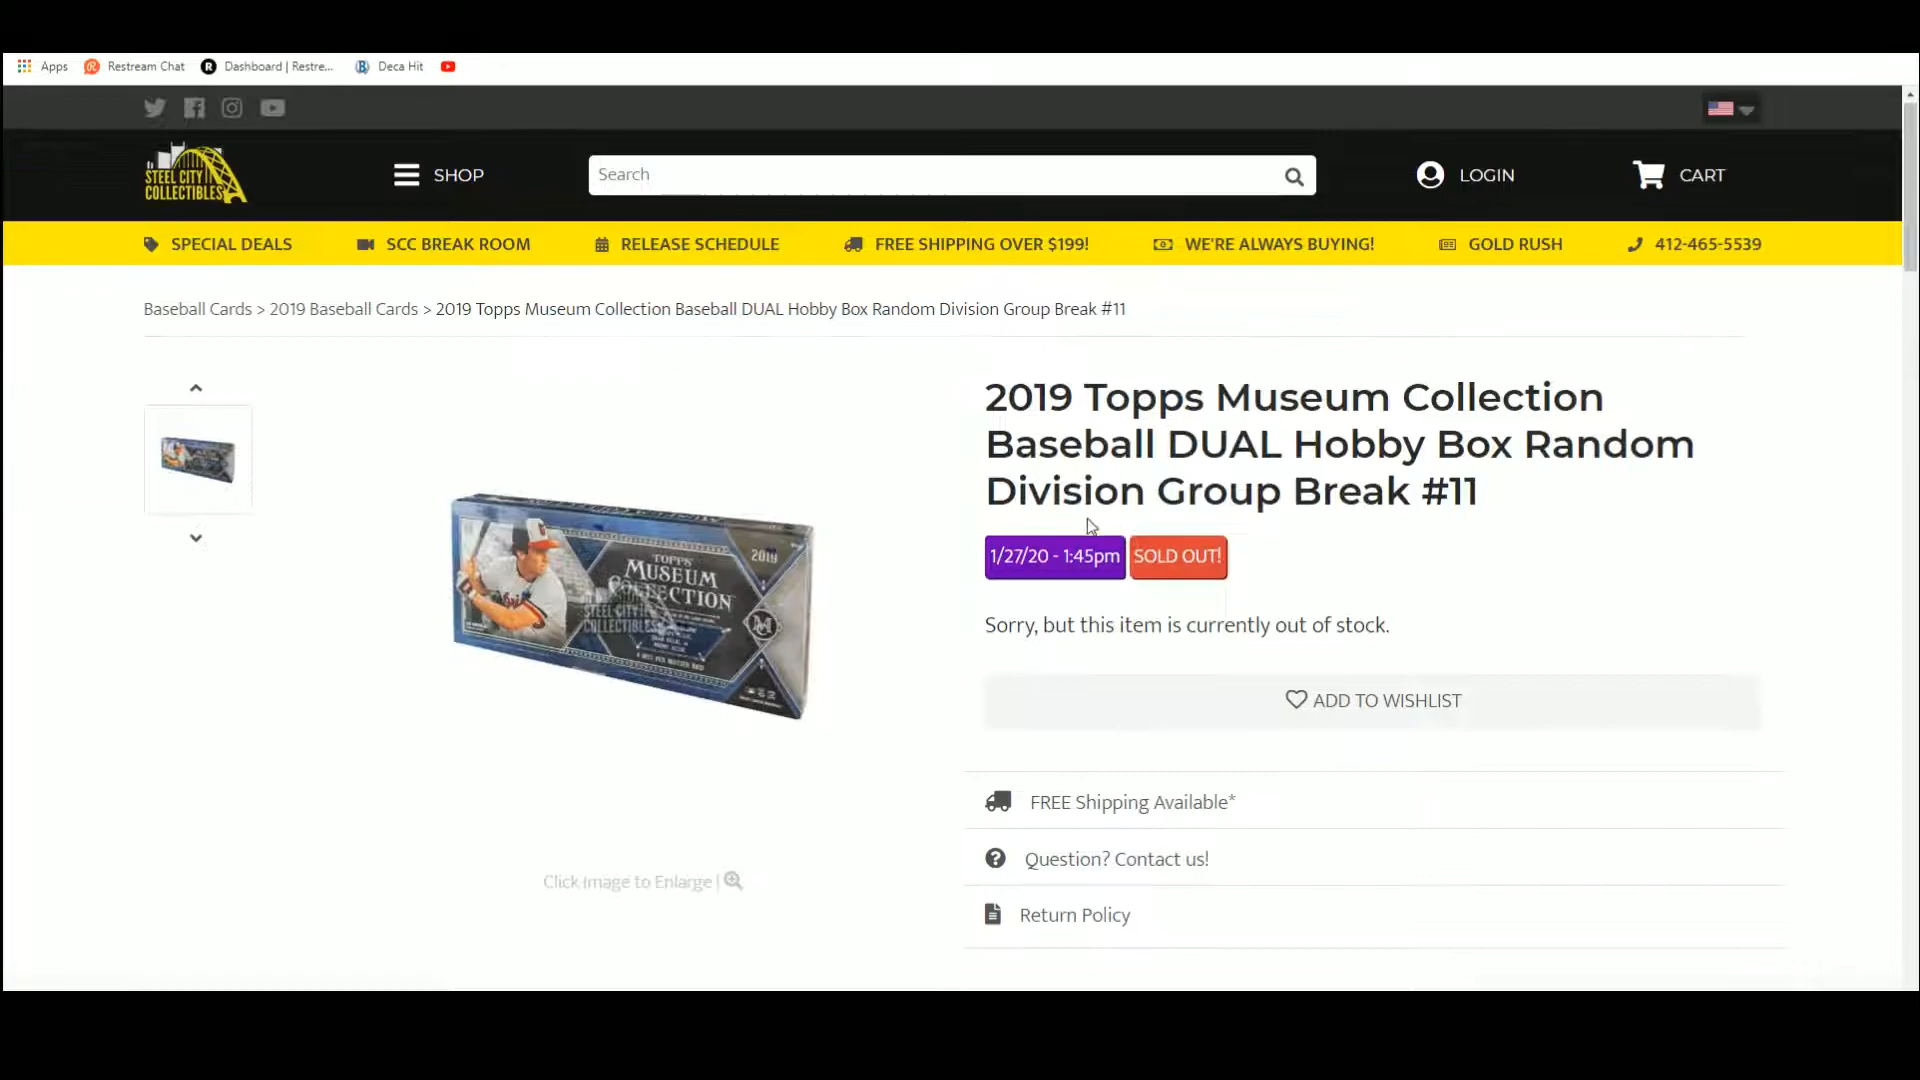 Apps
Restream Chat
Dashboard | Restre...
Deca Hit
STEEL CITY
COLLECTIBLES
SHOP
Search
LOGIN
CART
SPECIAL DEALS
SCC BREAK ROOM
RELEASE SCHEDULE
FREE SHIPPING OVER $199!
WE'RE ALWAYS BUYING!
GOLD RUSH
412-465-5539
Baseball Cards > 2019 Baseball Cards > 2019 Topps Museum Collection Baseball DUAL Hobby Box Random Division Group Break #11
2019 Topps Museum Collection
Baseball DUAL Hobby Box Random
Division Group Break #11
1/27/20 - 1:45pm
SOLD OUT!
Sorry, but this item is currently out of stock.
ADD TO WISHLIST
TOPPS
2019
MUSEUM
COLLECTION
STEEL CITY
COLLECTIBLES
Click Image to Enlarge |
FREE Shipping Available*
Question? Contact us!
Return Policy